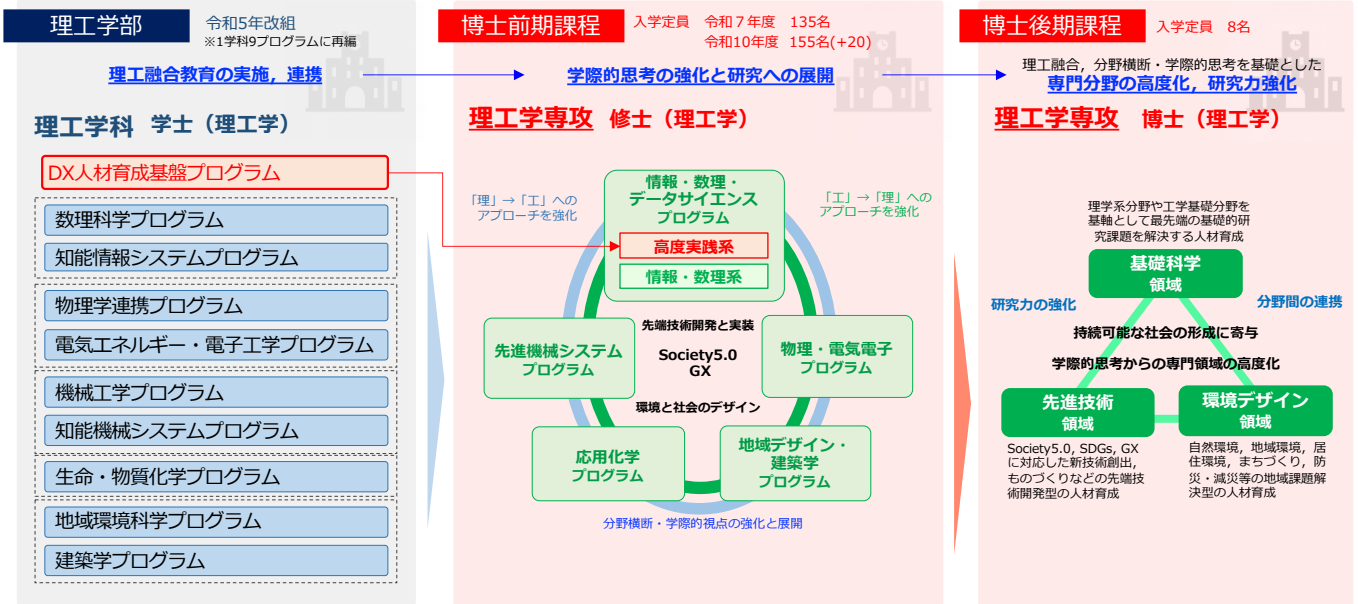 理工学部
令和5年改組
※1学科9プログラムに再編
理工融合教育の実施，連携
理工学科 学士（理工学）
DX人材育成基盤プログラム
数理科学プログラム
知能情報システムプログラム
物理学連携プログラム
電気エネルギー・電子工学プログラム
機械工学プログラム
知能機械システムプログラム
生命・物質化学プログラム
地域環境科学プログラム
建築学プログラム
博士前期課程
入学定員 令和７年度 135名
令和10年度 155名(+20)
学際的思考の強化と研究への展開
理工学専攻 修士（理工学）
「理」→「工」への
アプローチを強化
「工」→「理」への
アプローチを強化
情報・数理・
データサイエンス
プログラム
高度実践系
情報・数理系
先進機械システム
プログラム
先端技術開発と実装
Society5.0
GX
環境と社会のデザイン
物理・電気電子
プログラム
応用化学
プログラム
地域デザイン・
建築学
プログラム
分野横断・学際的視点の強化と展開
博士後期課程
入学定員 8名
理工融合，分野横断・学際的思考を基礎とした
専門分野の高度化，研究力強化
理工学専攻 博士（理工学）
理学系分野や工学基礎分野を
基軸として最先端の基礎的研
究課題を解決する人材育成
基礎科学
領域
研究力の強化
分野間の連携
持続可能な社会の形成に寄与
学際的思考からの専門領域の高度化
先進技術
領域
環境デザイン
領域
Society5.0, SDGs, GX
に対応した新技術創出，
ものづくりなどの先端技
術開発型の人材育成
自然環境，地域環境，居
住環境，まちづくり，防
災・減災等の地域課題解
決型の人材育成